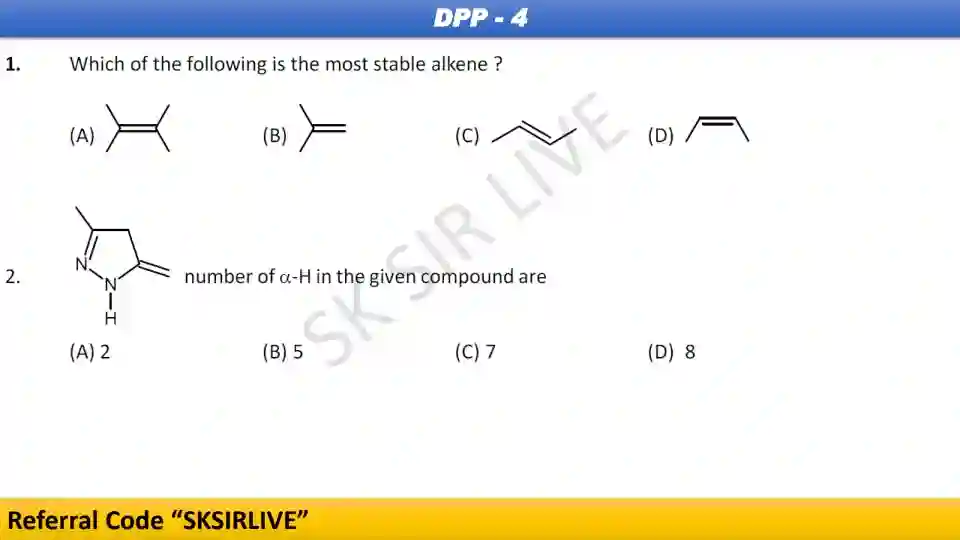 DPP - 4
1. Which of the following is the most stable alkene ?
(A) (B) (C) (D)
N
N
H
2. number of α-H in the given compound are
(A) 2 (B) 5 (C) 7 (D) 8
SK SIR LIVE
Referral Code “SKSIRLIVE”